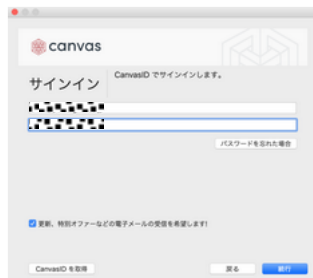 canvas
サインイン
CanvasID でサインインします。
パスワードを忘れた場合
更新、特別オファーなどの電子メールの受信を希望します!
CanvasID を取得
戻る
続行